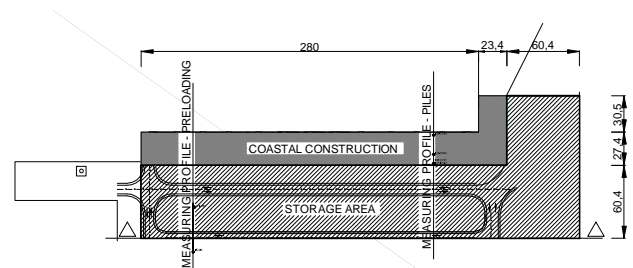 280
23,4
60,4
MEASURING PROFILE - PRELOADING
MEASURING PROFILE - PILES
30,5
COASTAL CONSTRUCTION
27,4
STORAGE AREA
60,4